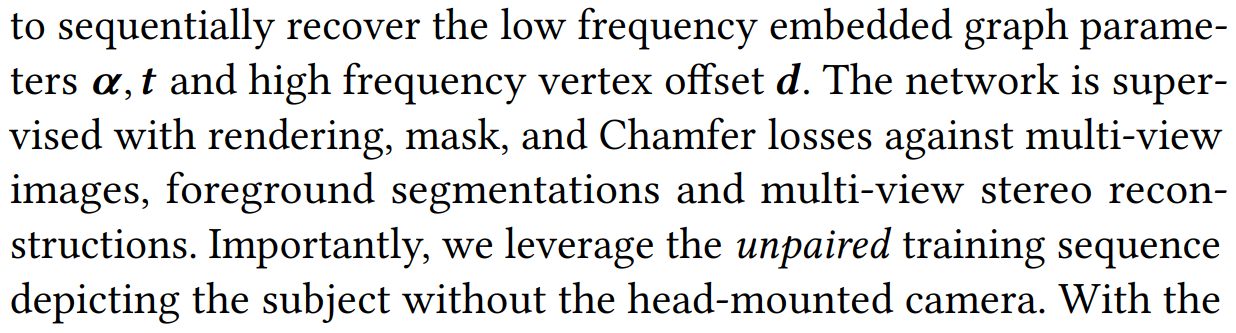 to sequentially recover the low frequency embedded graph parame-
ters α, t and high frequency vertex offset d. The network is super-
vised with rendering, mask, and Chamfer losses against multi-view
images, foreground segmentations and multi-view stereo recon-
structions. Importantly, we leverage the unpaired training sequence
depicting the subject without the head-mounted camera. With the